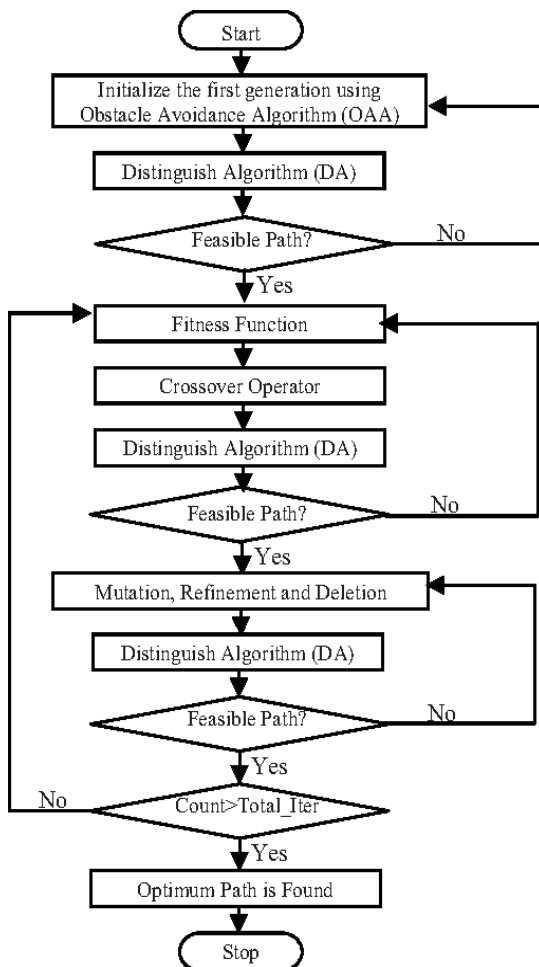 Start
Initialize the first generation using
Obstacle Avoidance Algorithm (OAA)
Distinguish Algorithm (DA)
Feasible Path?
No
Yes
Fitness Function
Crossover Operator
Distinguish Algorithm (DA)
Feasible Path?
No
Yes
Mutation, Refinement and Deletion
Distinguish Algorithm (DA)
Feasible Path?
No
Yes
No
Count>Total_Iter
Yes
Optimum Path is Found
Stop